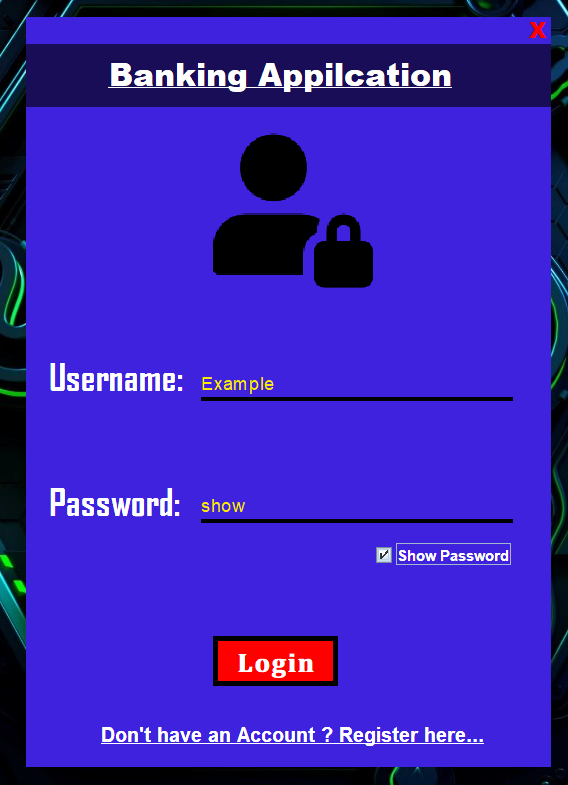 X
Banking Appilcation
Username: Example
Password: show
Show Password
Login
Don't have an Account ? Register here...